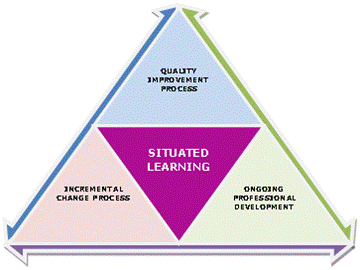 QUALITY
IMPROVEMENT
PROCESS
SITUATED
LEARNING
INCREMENTAL
CHANGE PROCESS
ONGOING
PROFESSIONAL
DEVELOPMENT